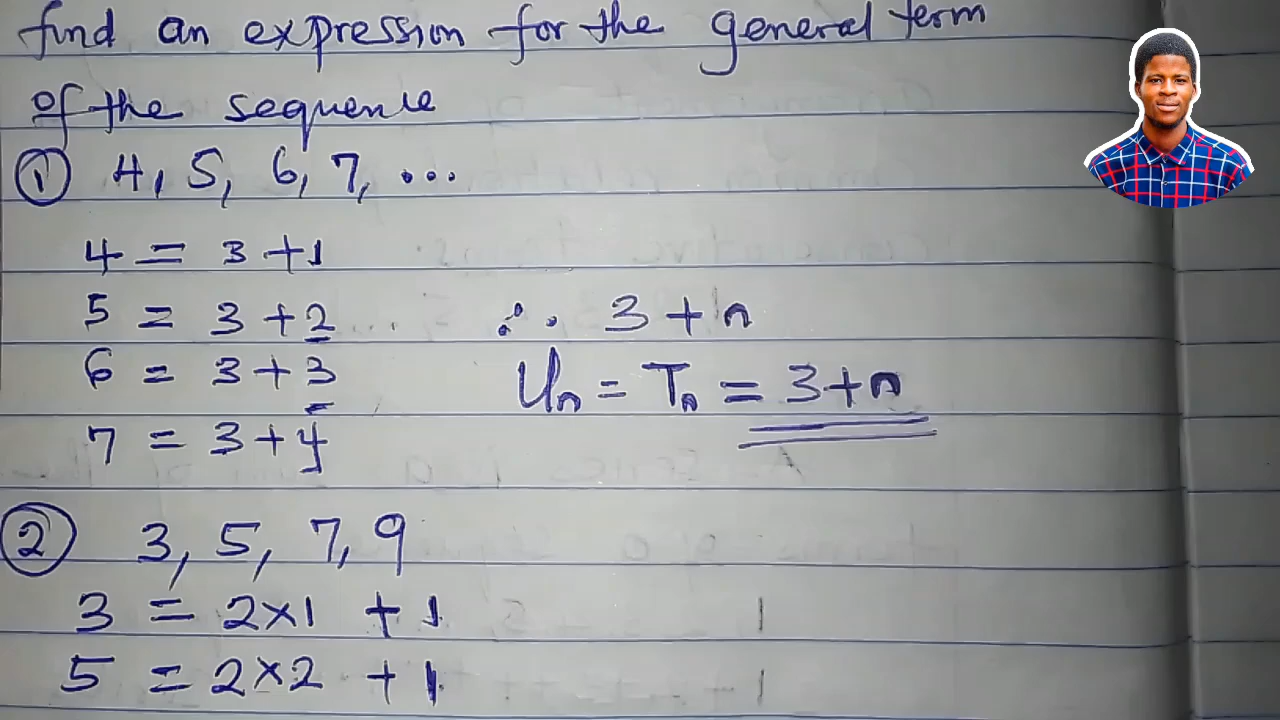 find an expression for the general term
of the sequence
① 4, 5, 6, 7, ...
4 = 3 + 1
5 = 3 + 2 ... ∴ 3 + n
6 = 3 + 3 Un = Tn = 3 + n
7 = 3 + 4
② 3, 5, 7, 9
3 = 2×1 + 1
5 = 2×2 + 1